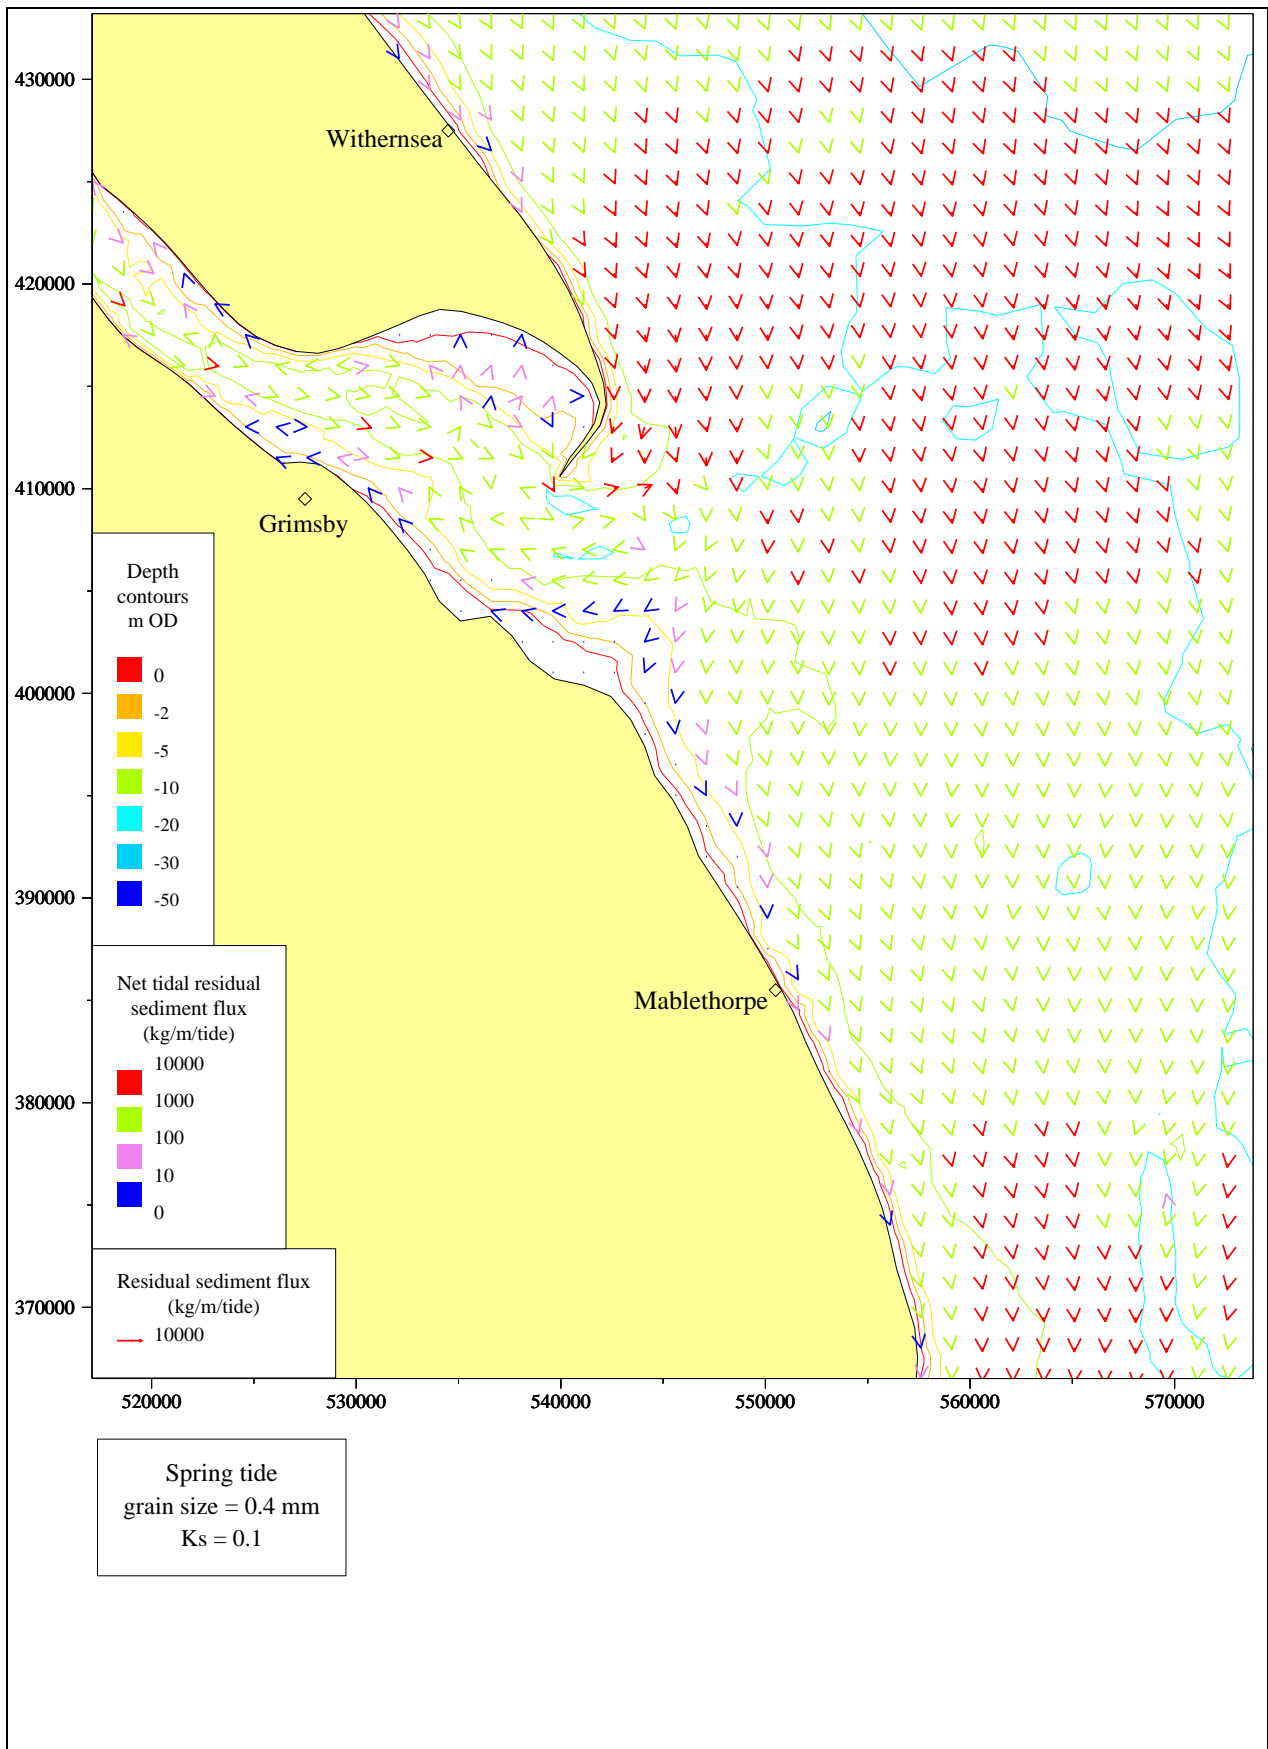 430000
Withernsea
420000
410000
Grimsby
Depth
contours
m OD
0
-2
-5
-10
-20
-30
-50
400000
390000
Net tidal residual
sediment flux
(kg/m/tide)
10000
1000
100
10
0
Mablethorpe
380000
Residual sediment flux
(kg/m/tide)
10000
370000
520000 530000 540000 550000 560000 570000
Spring tide
grain size = 0.4 mm
Ks = 0.1